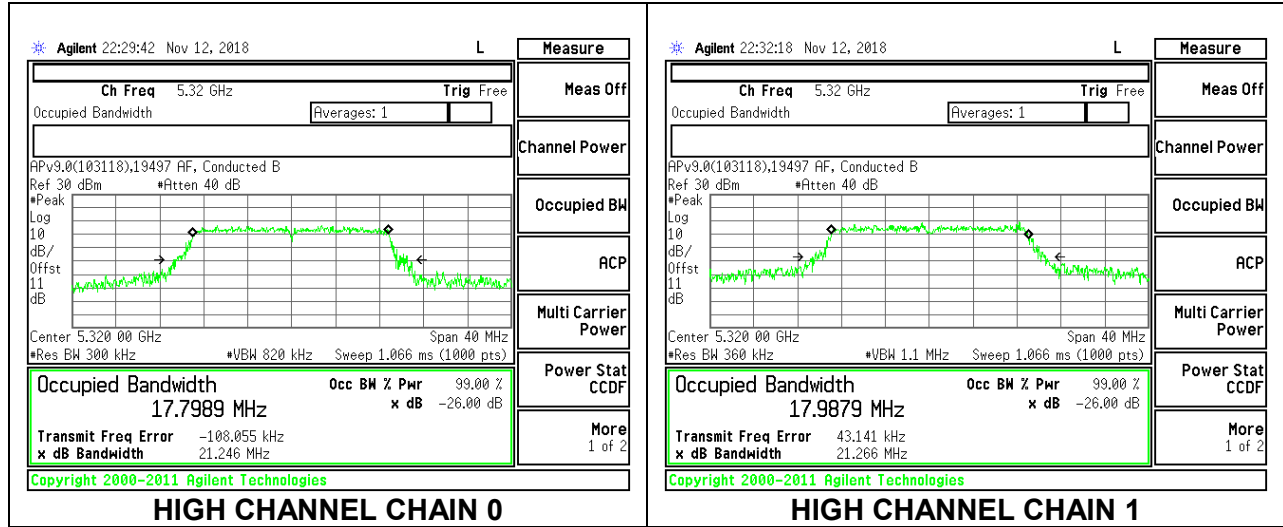 Agilent 22:29:42 Nov 12, 2018 L
Measure
Ch Freq 5.32 GHz Trig Free
Occupied Bandwidth Averages: 1
APv9.0(103118),19497 AF, Conducted B
Ref 30 dBm #Atten 40 dB
#Peak
Log
10
dB/
Offst
11
dB
Center 5.320 00 GHz Span 40 MHz
#Res BW 300 kHz #VBW 820 kHz Sweep 1.066 ms (1000 pts)
Occupied Bandwidth Occ BW % Pwr 99.00 %
17.7989 MHz x dB -26.00 dB
Transmit Freq Error -108.055 kHz
x dB Bandwidth 21.246 MHz
Meas Off
Channel Power
Occupied BW
ACP
Multi Carrier
Power
Power Stat
CCDF
More
1 of 2
Copyright 2000-2011 Agilent Technologies
HIGH CHANNEL CHAIN 0
Agilent 22:32:18 Nov 12, 2018 L
Measure
Ch Freq 5.32 GHz Trig Free
Occupied Bandwidth Averages: 1
APv9.0(103118),19497 AF, Conducted B
Ref 30 dBm #Atten 40 dB
#Peak
Log
10
dB/
Offst
11
dB
Center 5.320 00 GHz Span 40 MHz
#Res BW 360 kHz #VBW 1.1 MHz Sweep 1.066 ms (1000 pts)
Occupied Bandwidth Occ BW % Pwr 99.00 %
17.9879 MHz x dB -26.00 dB
Transmit Freq Error 43.141 kHz
x dB Bandwidth 21.266 MHz
Meas Off
Channel Power
Occupied BW
ACP
Multi Carrier
Power
Power Stat
CCDF
More
1 of 2
Copyright 2000-2011 Agilent Technologies
HIGH CHANNEL CHAIN 1